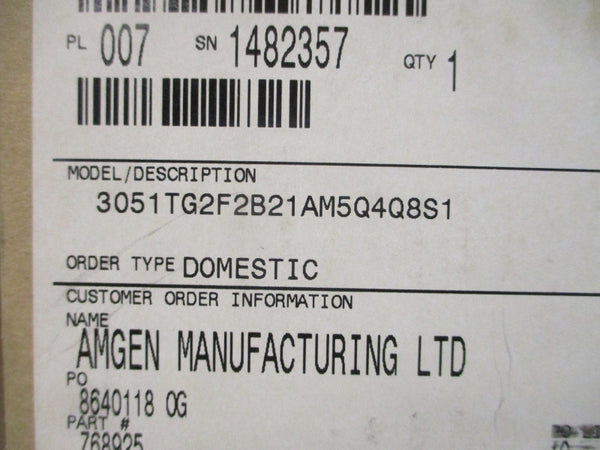 PL 007 SN 1482357 QTY 1
MODEL/DESCRIPTION
3051TG2F2B21AM5Q4Q8S1
ORDER TYPE DOMESTIC
CUSTOMER ORDER INFORMATION
NAME
AMGEN MANUFACTURING LTD
PO
8640118 OG
PART #
768925